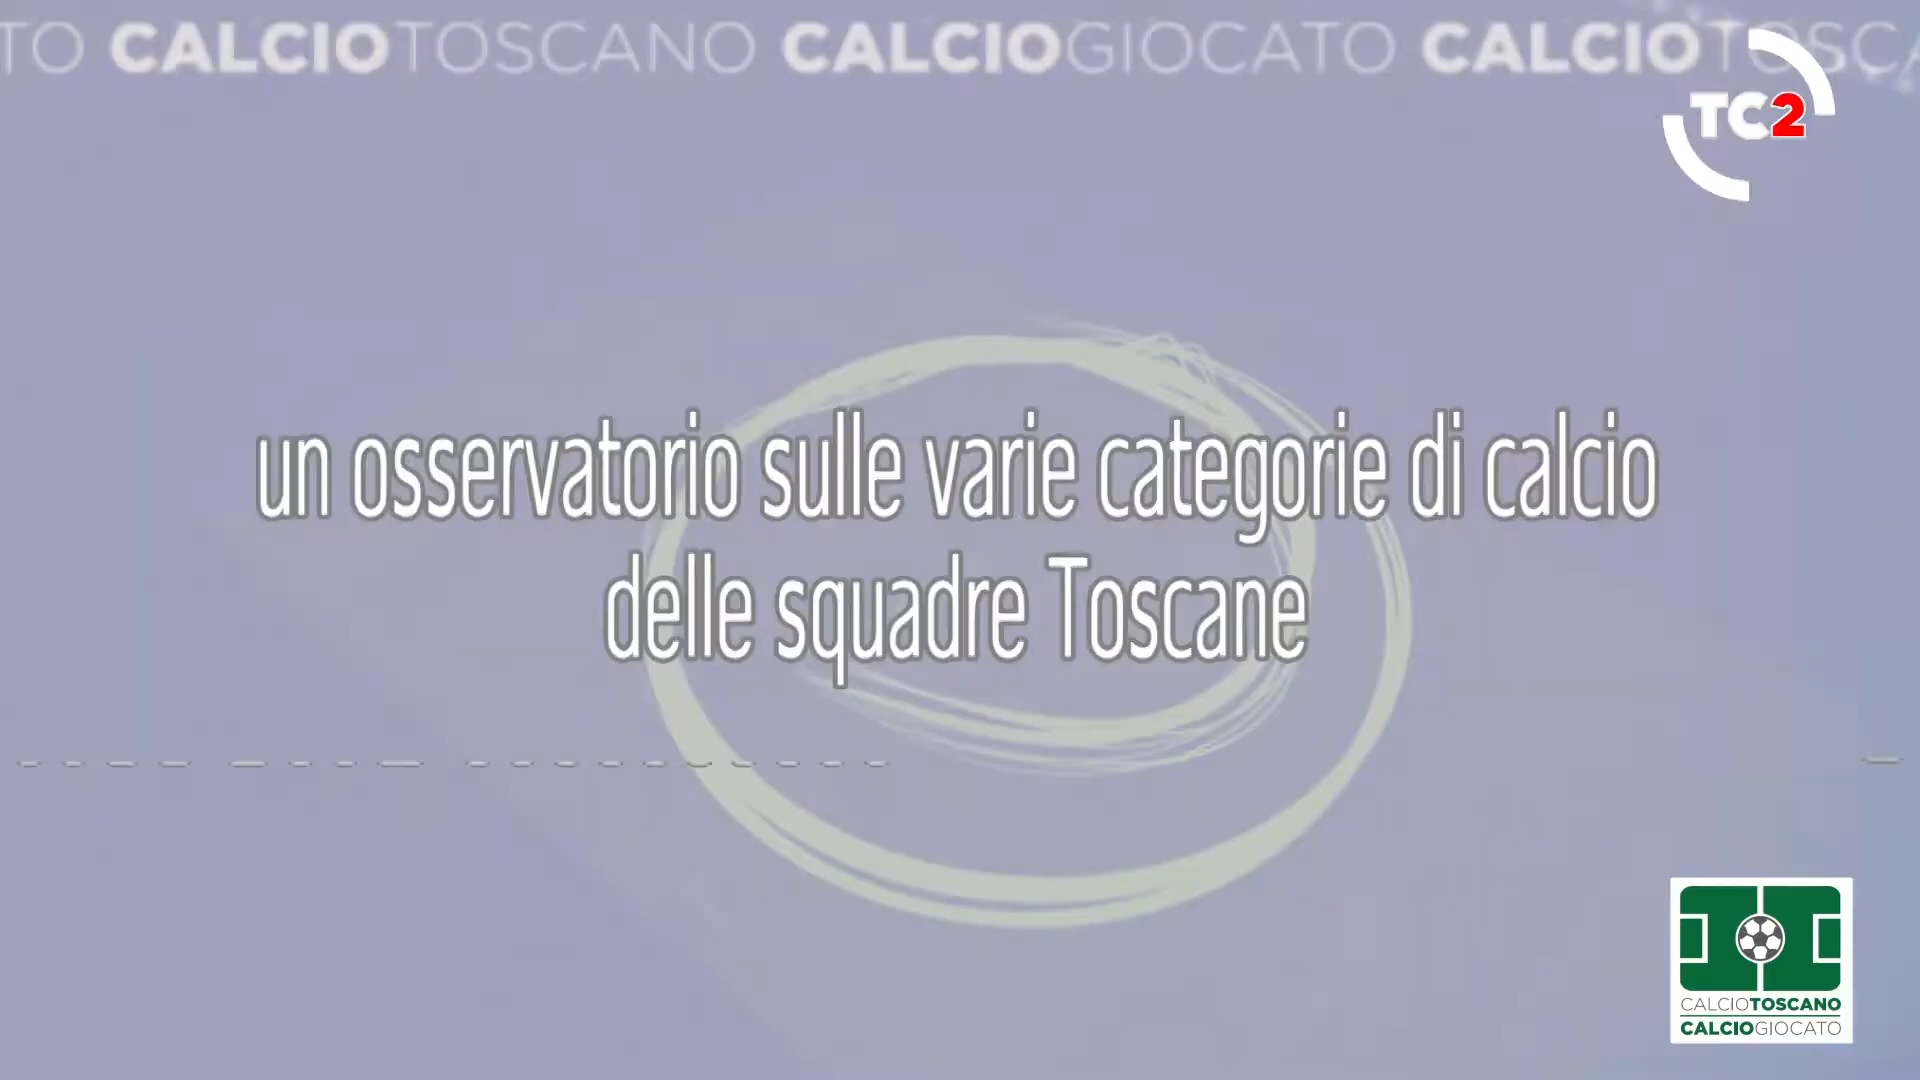 TO CALCIOTOSCANO CALCIOGIOCATO CALCIOTOSCA
TC2
un osservatorio sulle varie categorie di calcio
delle squadre Toscane
CALCIOTOSCANO
CALCIOGIOCATO